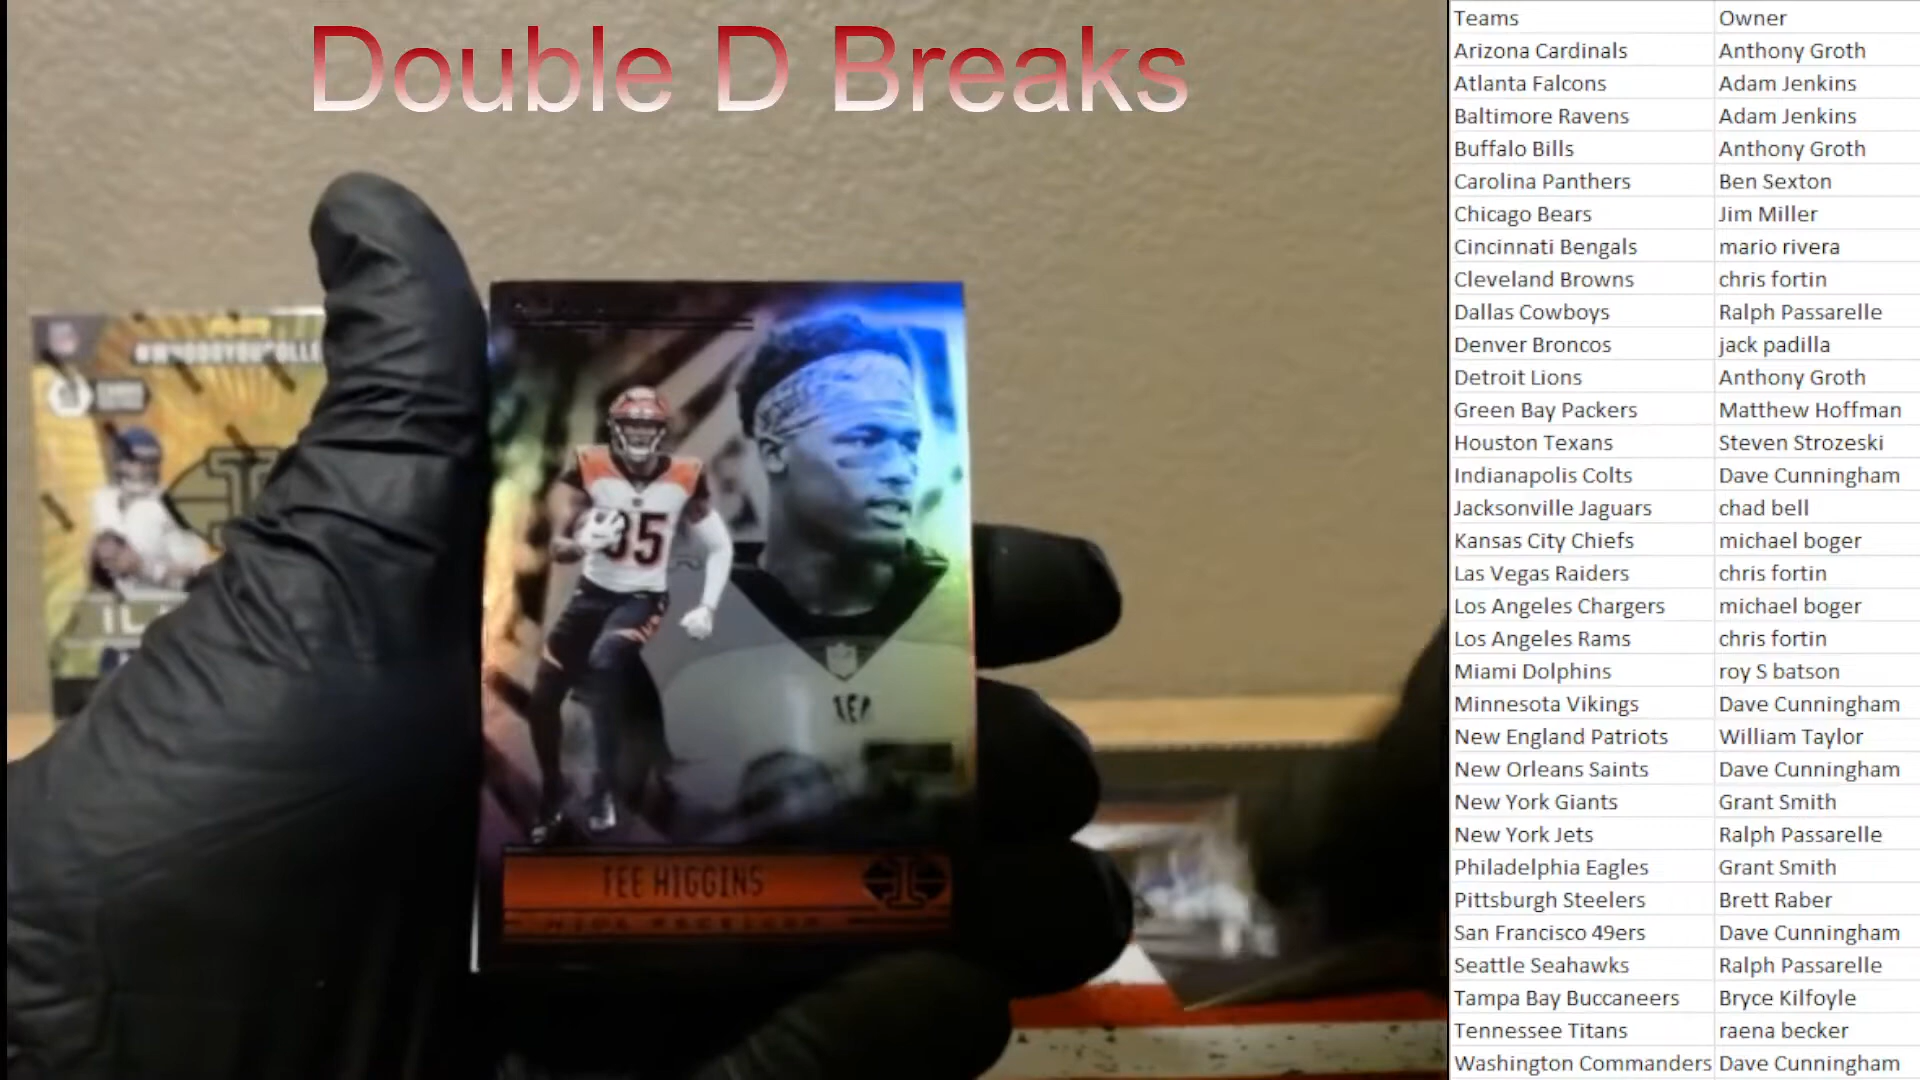 Double D Breaks
TEE HIGGINS
WIDE RECEIVER
85
Teams Owner
Arizona Cardinals Anthony Groth
Atlanta Falcons Adam Jenkins
Baltimore Ravens Adam Jenkins
Buffalo Bills Anthony Groth
Carolina Panthers Ben Sexton
Chicago Bears Jim Miller
Cincinnati Bengals mario rivera
Cleveland Browns chris fortin
Dallas Cowboys Ralph Passarelle
Denver Broncos jack padilla
Detroit Lions Anthony Groth
Green Bay Packers Matthew Hoffman
Houston Texans Steven Strozeski
Indianapolis Colts Dave Cunningham
Jacksonville Jaguars chad bell
Kansas City Chiefs michael boger
Las Vegas Raiders chris fortin
Los Angeles Chargers michael boger
Los Angeles Rams chris fortin
Miami Dolphins roy S batson
Minnesota Vikings Dave Cunningham
New England Patriots William Taylor
New Orleans Saints Dave Cunningham
New York Giants Grant Smith
New York Jets Ralph Passarelle
Philadelphia Eagles Grant Smith
Pittsburgh Steelers Brett Raber
San Francisco 49ers Dave Cunningham
Seattle Seahawks Ralph Passarelle
Tampa Bay Buccaneers Bryce Kilfoyle
Tennessee Titans raena becker
Washington Commanders Dave Cunningham